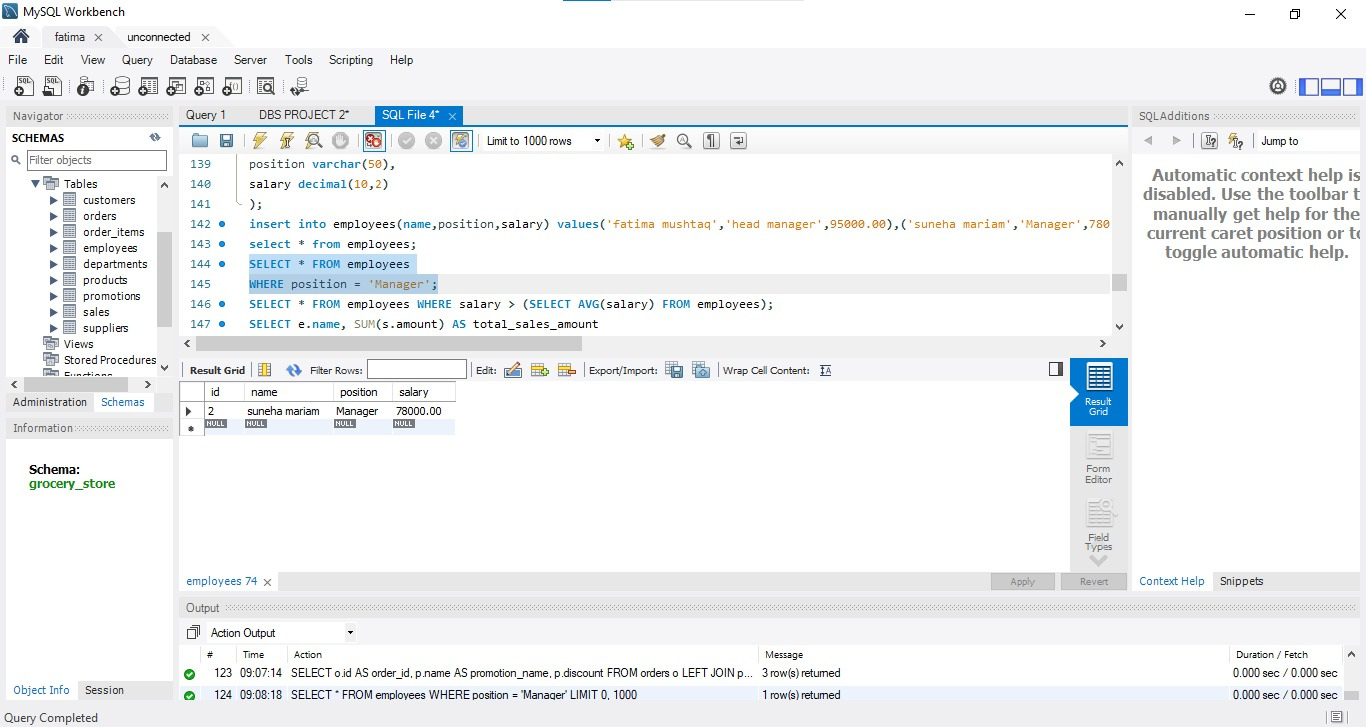 MySQL Workbench
fatima
unconnected
File Edit View Query Database Server Tools Scripting Help
Navigator
SCHEMAS
Filter objects
Tables
customers
orders
order_items
employees
departments
products
promotions
sales
suppliers
Views
Stored Procedures
Functions
Administration Schemas
Information
Schema:
grocery_store
Object Info Session
Query 1
DBS PROJECT 2*
SQL File 4*
Limit to 1000 rows
139 position varchar(50),
140 salary decimal(10,2)
141 );
142 insert into employees(name,position,salary) values('fatima mushtaq','head manager',95000.00),('suneha mariam','Manager',780
143 select * from employees;
144 SELECT * FROM employees
145 WHERE position = 'Manager';
146 SELECT * FROM employees WHERE salary > (SELECT AVG(salary) FROM employees);
147 SELECT e.name, SUM(s.amount) AS total_sales_amount
Result Grid Filter Rows: Edit: Export/Import: Wrap Cell Content: IA
id name position salary
2 suneha mariam Manager 78000.00
NULL NULL NULL NULL
Result
Grid
Form
Editor
Field
Types
employees 74
Apply Revert
Output
Action Output
# Time Action Message Duration / Fetch
123 09:07:14 SELECT o.id AS order_id, p.name AS promotion_name, p.discount FROM orders o LEFT JOIN p... 3 row(s) returned 0.000 sec / 0.000 sec
124 09:08:18 SELECT * FROM employees WHERE position = 'Manager' LIMIT 0, 1000 1 row(s) returned 0.000 sec / 0.000 sec
SQLAdditions
Jump to
Automatic context help is
disabled. Use the toolbar t
manually get help for the
current caret position or to
toggle automatic help.
Context Help Snippets
Query Completed